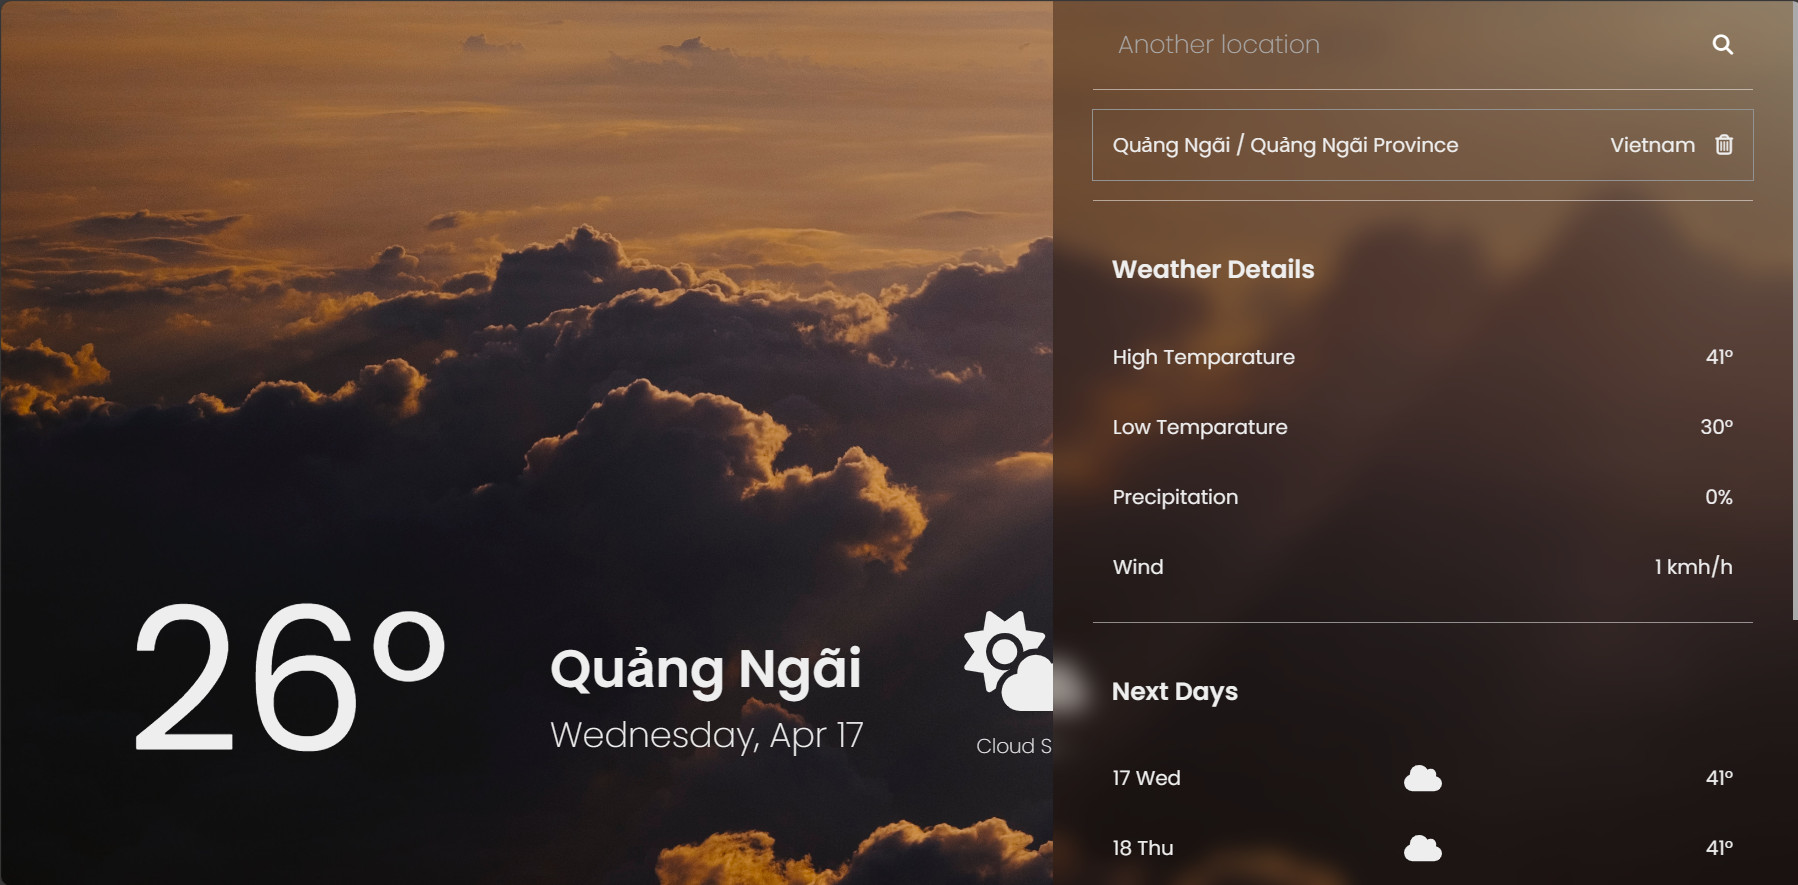 26°
Quảng Ngãi
Wednesday, Apr 17
Cloud S
Another location
Quảng Ngãi / Quảng Ngãi Province Vietnam
Weather Details
High Temparature 41°
Low Temparature 30°
Precipitation 0%
Wind 1 kmh/h
Next Days
17 Wed 41°
18 Thu 41°